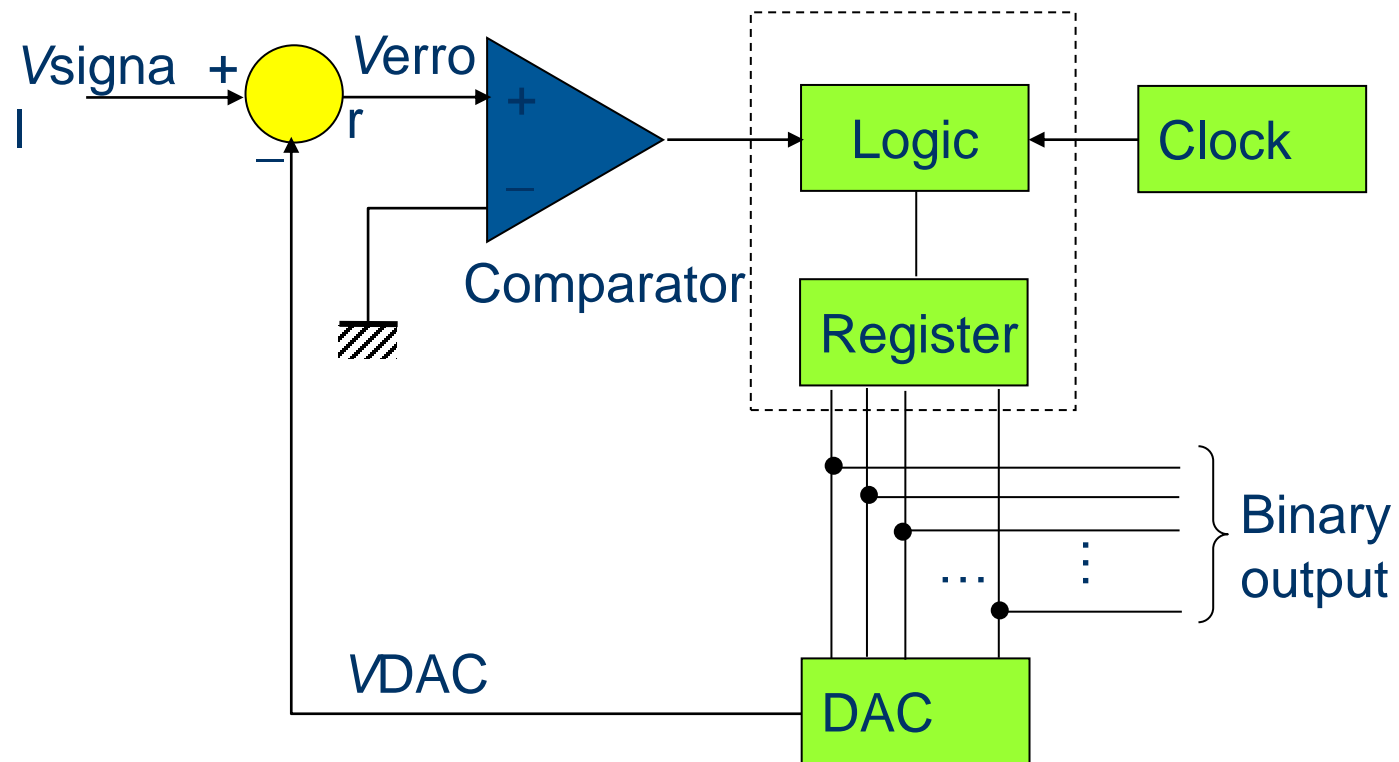 Vsigna
l
+
–
Verro
r
+
–
Comparator
Logic
Clock
Register
…
⋮
Binary
output
VDAC
DAC